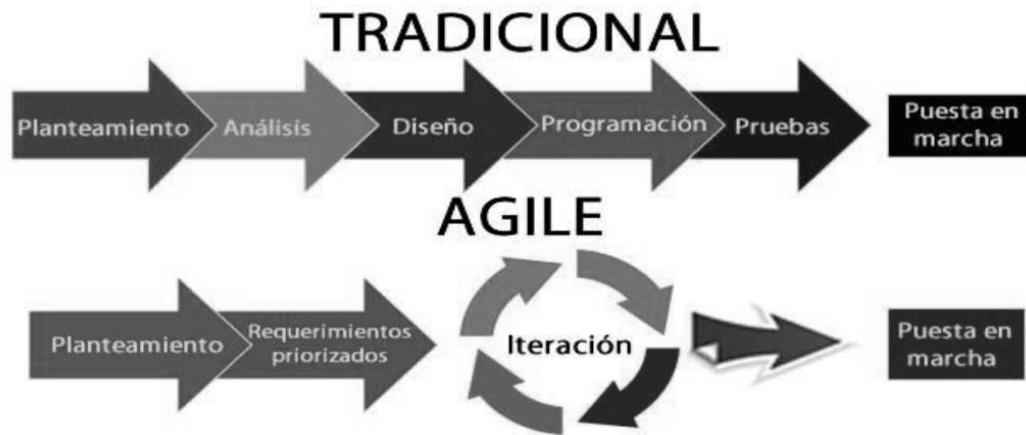 TRADICIONAL
Planteamiento
Análisis
Diseño
Programación
Pruebas
Puesta en
marcha
AGILE
Planteamiento
Requerimientos
priorizados
Iteración
Puesta en
marcha